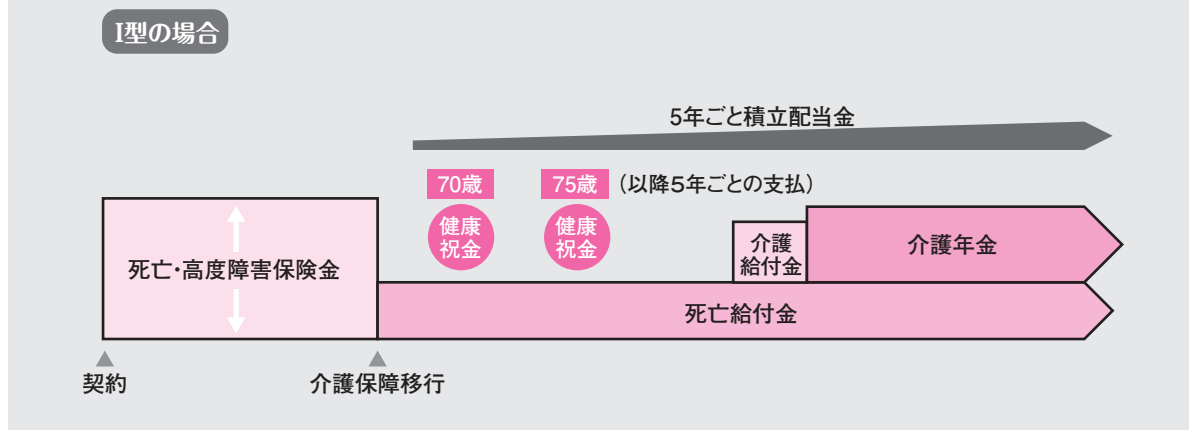 I型の場合
5年ごと積立配当金
70歳
75歳
（以降5年ごとの支払）
健康
祝金
健康
祝金
死亡・高度障害保険金
介護
給付金
介護年金
死亡給付金
契約
介護保障移行